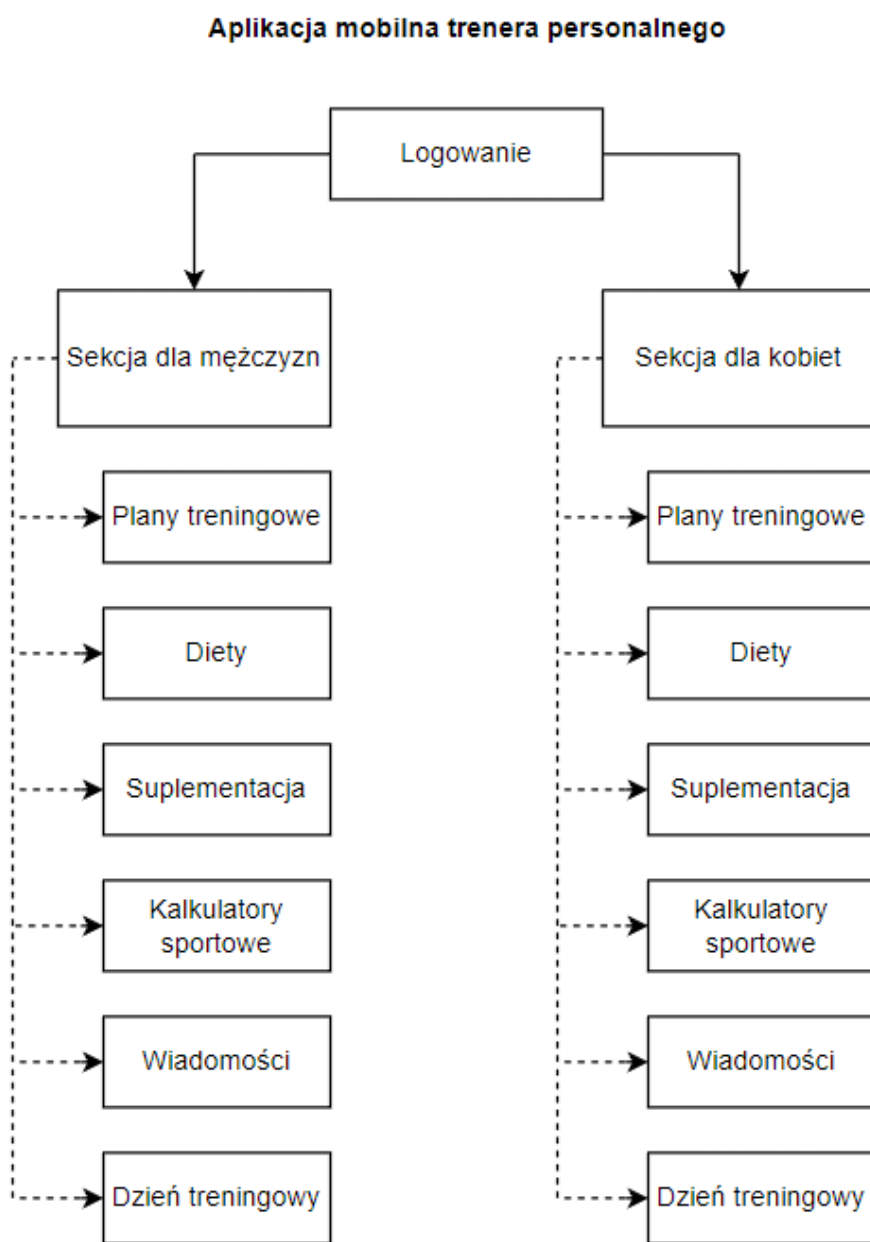 Aplikacja mobilna trenera personalnego
Logowanie
Sekcja dla mężczyzn
Plany treningowe
Diety
Suplementacja
Kalkulatory
sportowe
Wiadomości
Dzień treningowy
Sekcja dla kobiet
Plany treningowe
Diety
Suplementacja
Kalkulatory
sportowe
Wiadomości
Dzień treningowy